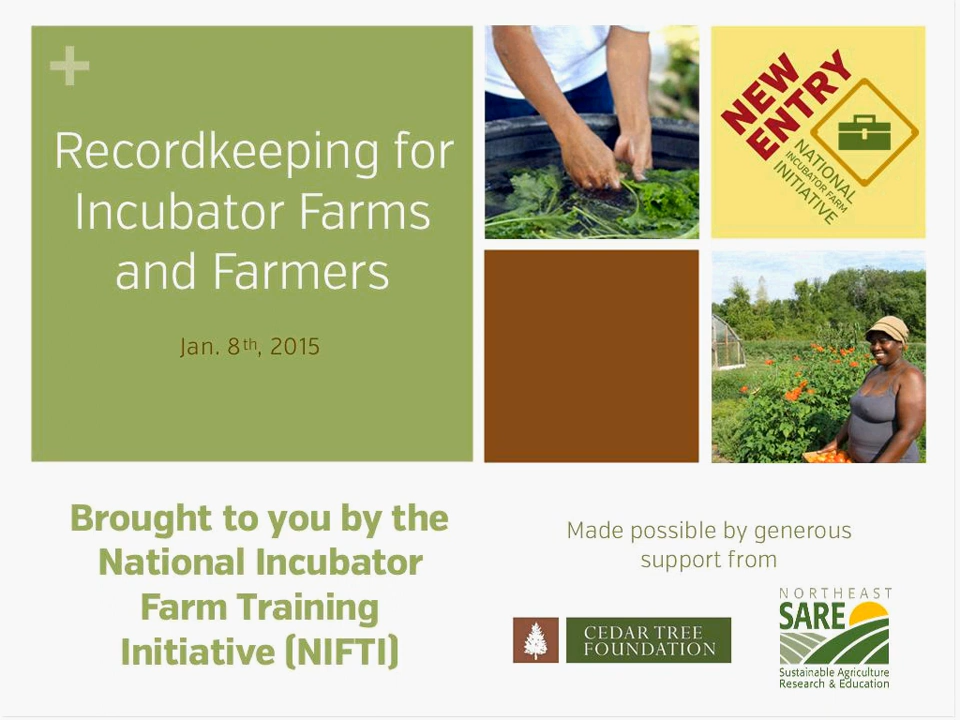 +
Recordkeeping for
Incubator Farms
and Farmers
Jan. 8th, 2015
NEW
ENTRY
NATIONAL
INCUBATOR FARM
INITIATIVE
Brought to you by the
National Incubator
Farm Training
Initiative (NIFTI)
Made possible by generous
support from
CEDAR TREE
FOUNDATION
NORTHEAST
SARE
Sustainable Agriculture
Research & Education